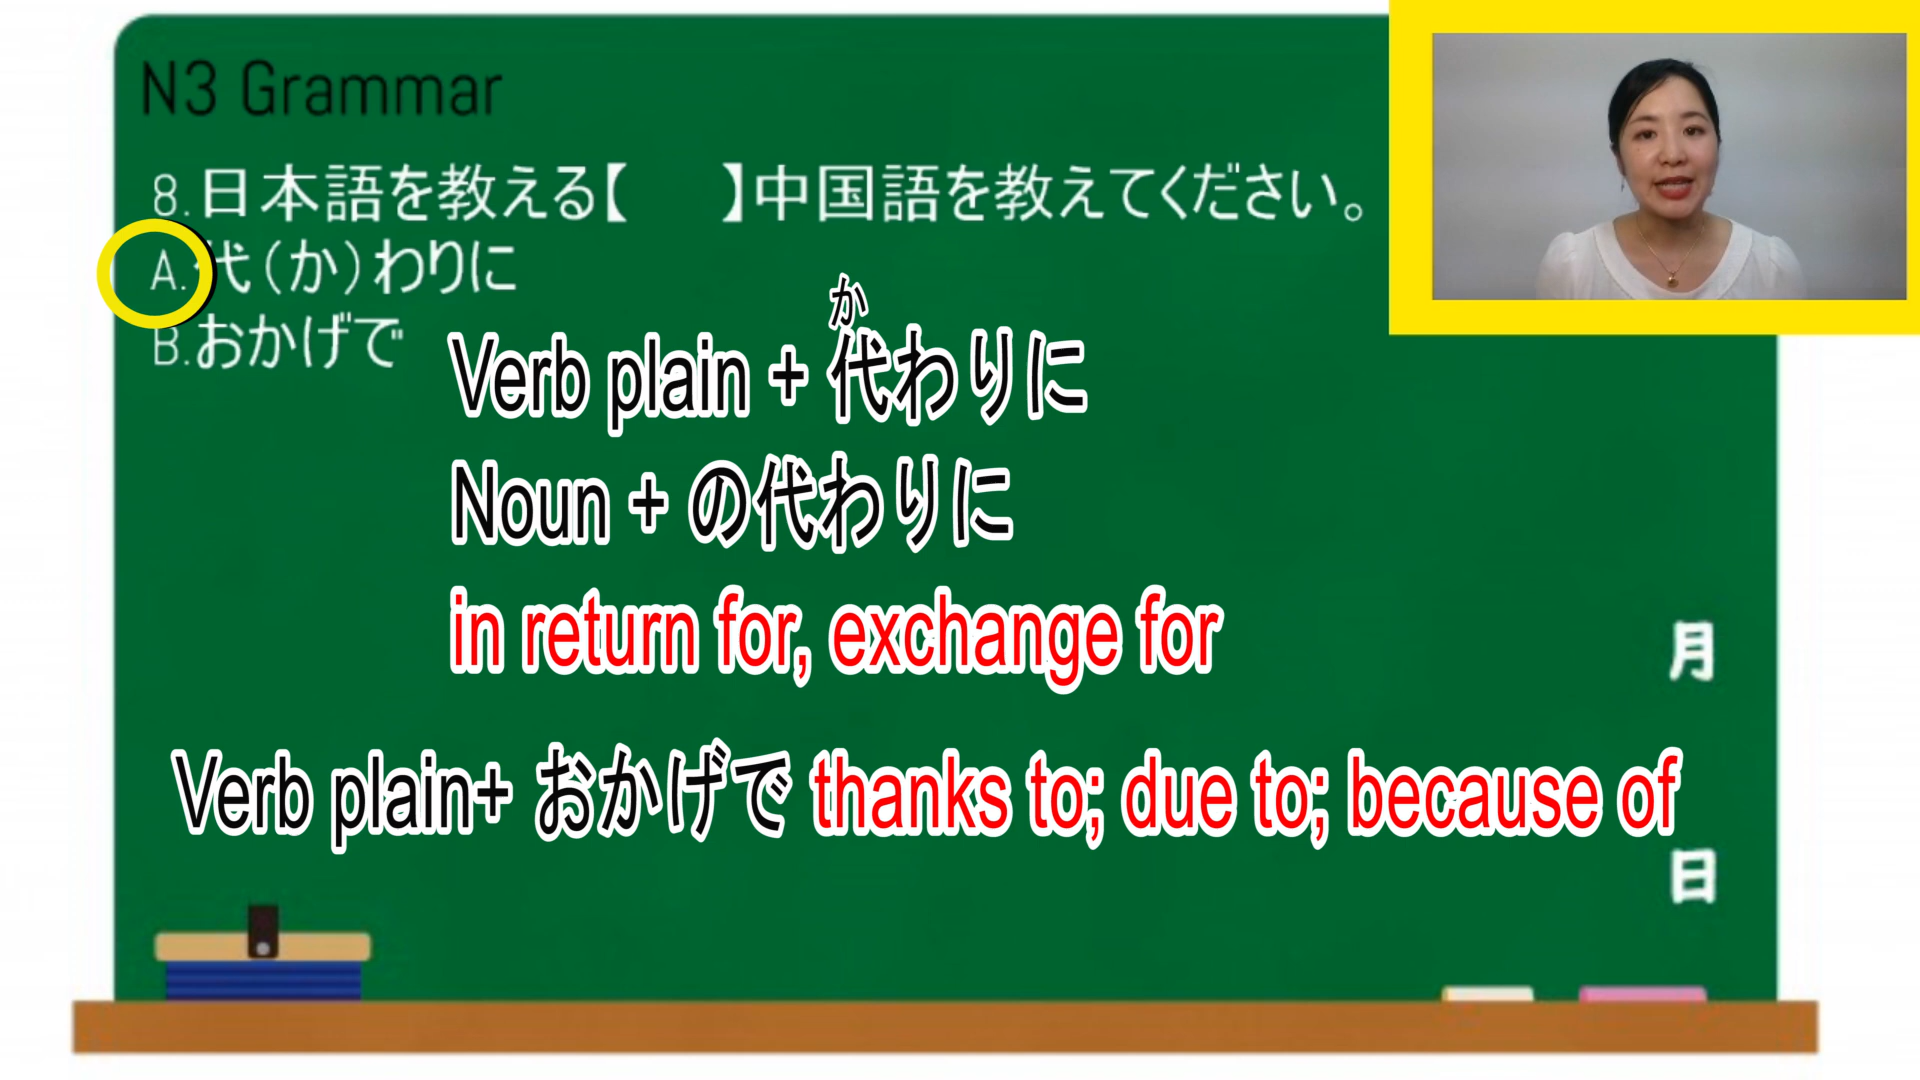 N3 Grammar
8.日本語を教える【　　】中国語を教えてください。
A.代（か）わりに
B.おかげで
か
Verb plain + 代わりに
Noun + の代わりに
in return for, exchange for
Verb plain+ おかげで thanks to; due to; because of
月
日